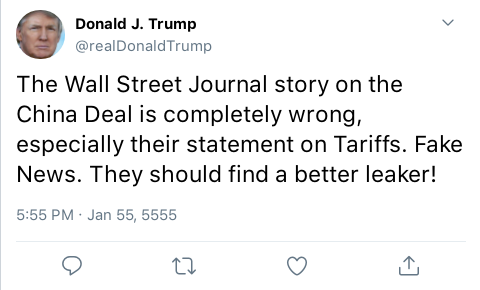 Donald J. Trump
@realDonaldTrump
The Wall Street Journal story on the
China Deal is completely wrong,
especially their statement on Tariffs. Fake
News. They should find a better leaker!
5:55 PM · Jan 55, 5555